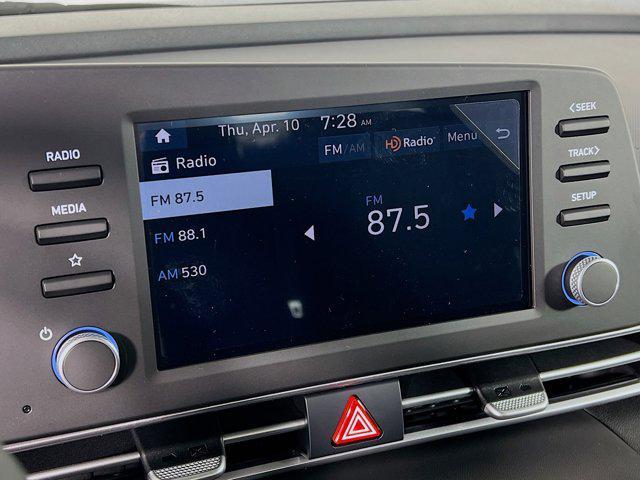 Thu, Apr. 10 7:28 AM
Radio
FM/AM HD Radio Menu
FM 87.5
FM 88.1
AM 530
FM
87.5
RADIO
MEDIA
<SEEK
TRACK>
SETUP